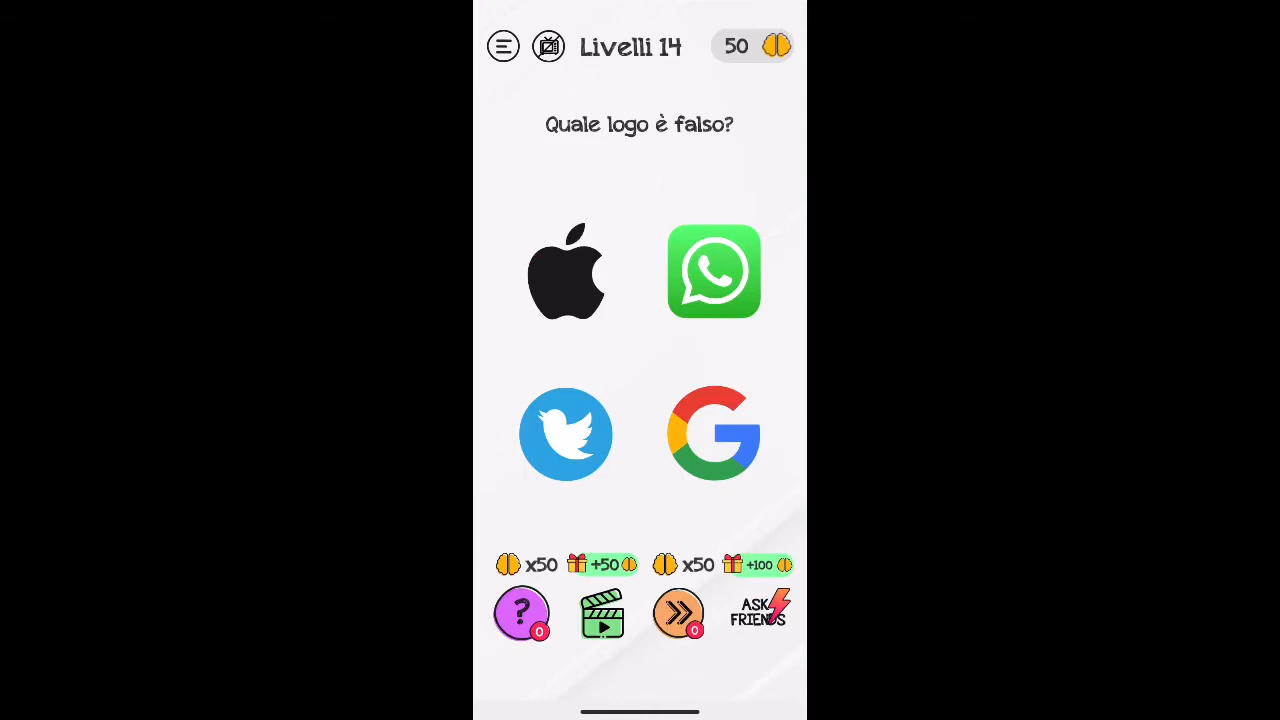 Livelli 14
50
Quale logo è falso?
x50 +50 x50 +100
? 0 0 ASK
FRIENDS